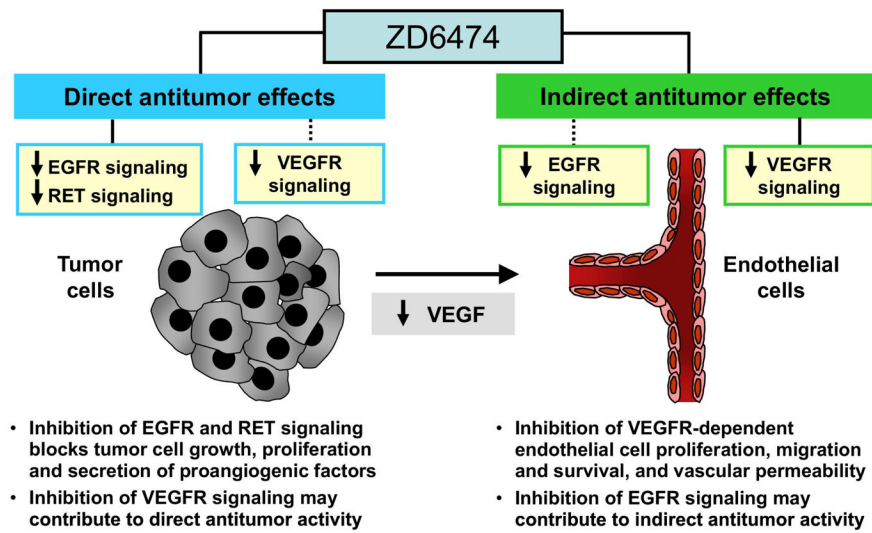 ZD6474
Direct antitumor effects
Indirect antitumor effects
↓ EGFR signaling
↓ RET signaling
↓ VEGFR
signaling
↓ EGFR
signaling
↓ VEGFR
signaling
Tumor
cells
↓ VEGF
Endothelial
cells
• Inhibition of EGFR and RET signaling
blocks tumor cell growth, proliferation
and secretion of proangiogenic factors
• Inhibition of VEGFR signaling may
contribute to direct antitumor activity
• Inhibition of VEGFR-dependent
endothelial cell proliferation, migration
and survival, and vascular permeability
• Inhibition of EGFR signaling may
contribute to indirect antitumor activity